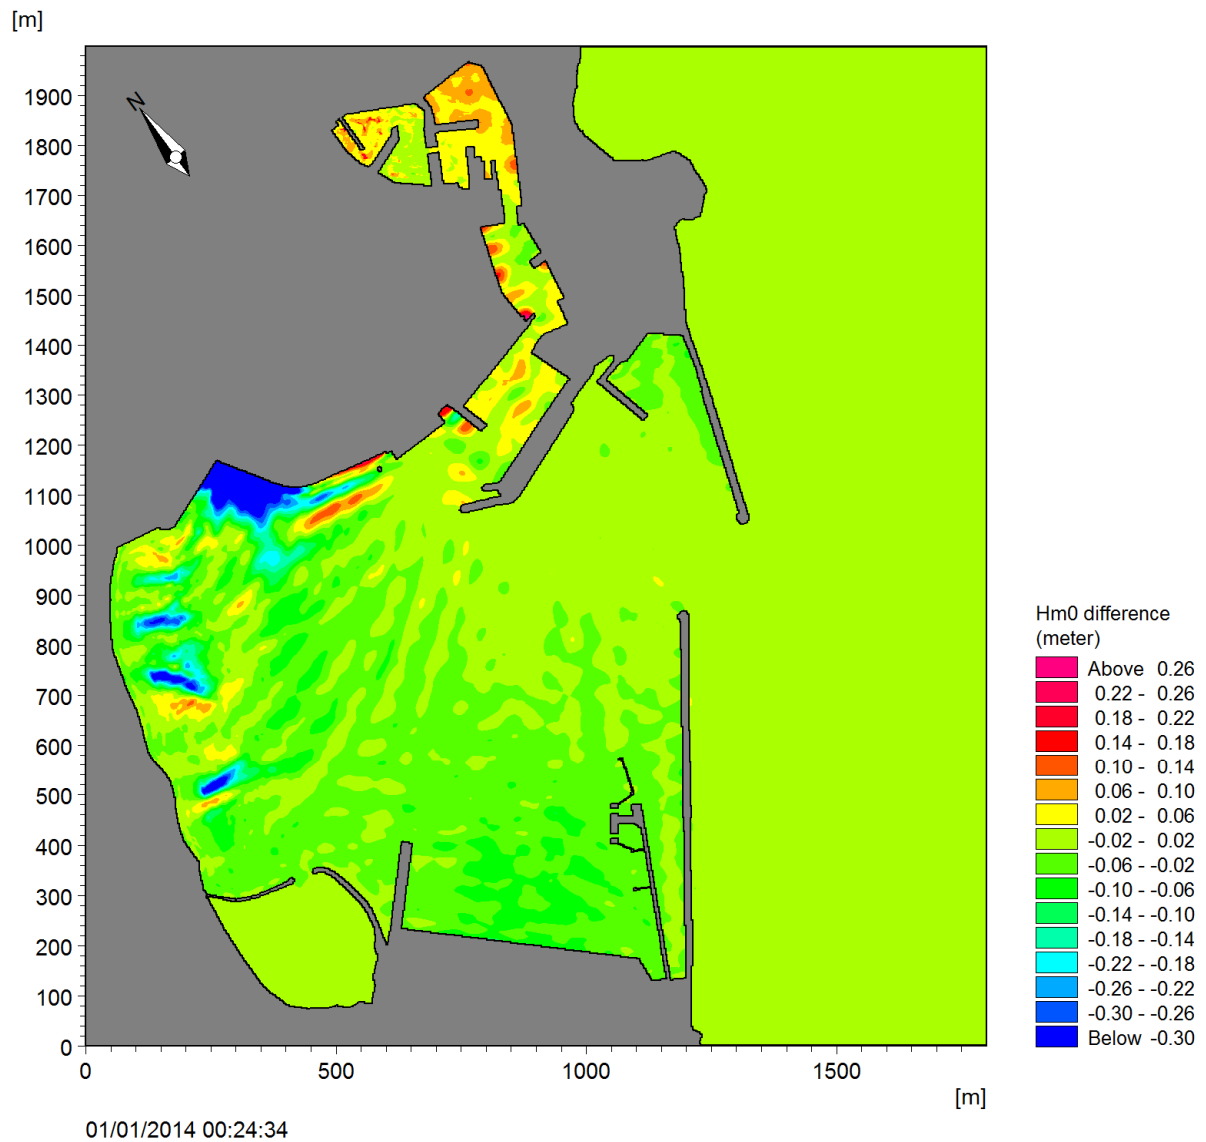 [m]
N
1900
1800
1700
1600
1500
1400
1300
1200
1100
1000
900
800
700
600
500
400
300
200
100
0
0 500 1000 1500
[m]
01/01/2014 00:24:34
Hm0 difference
(meter)
Above 0.26
0.22 - 0.26
0.18 - 0.22
0.14 - 0.18
0.10 - 0.14
0.06 - 0.10
0.02 - 0.06
-0.02 - 0.02
-0.06 - -0.02
-0.10 - -0.06
-0.14 - -0.10
-0.18 - -0.14
-0.22 - -0.18
-0.26 - -0.22
-0.30 - -0.26
Below -0.30